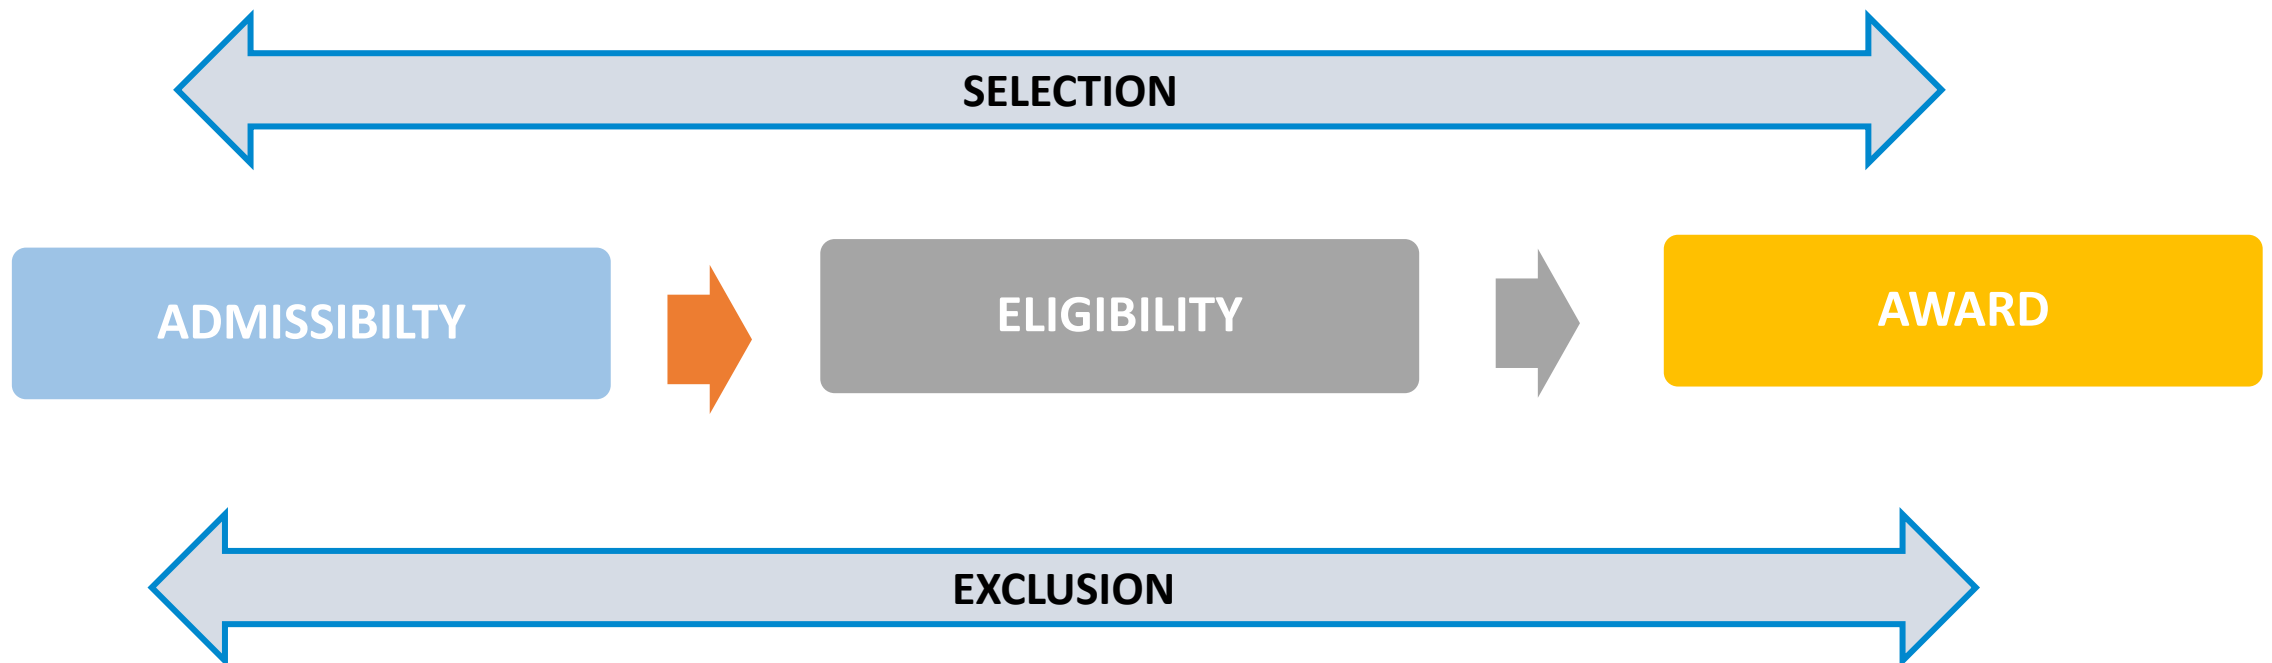 SELECTION
ADMISSIBILTY
ELIGIBILITY
AWARD
EXCLUSION